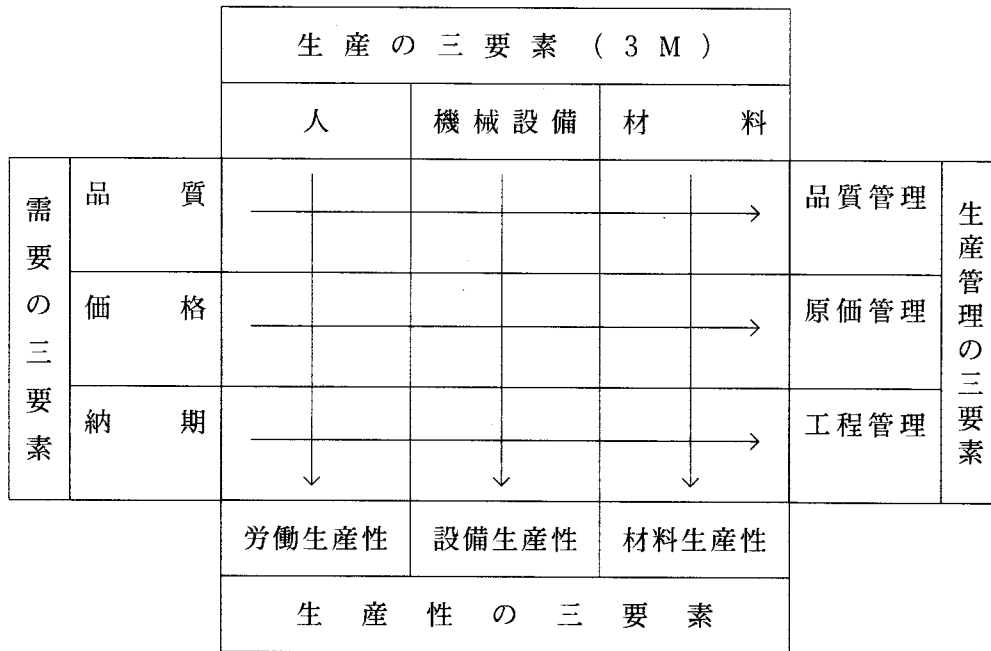 生産の三要素(3M)
人 機械設備 材料
需要の三要素
品質 品質管理
価格 原価管理
納期 工程管理
生産管理の三要素
労働生産性 設備生産性 材料生産性
生産性の三要素